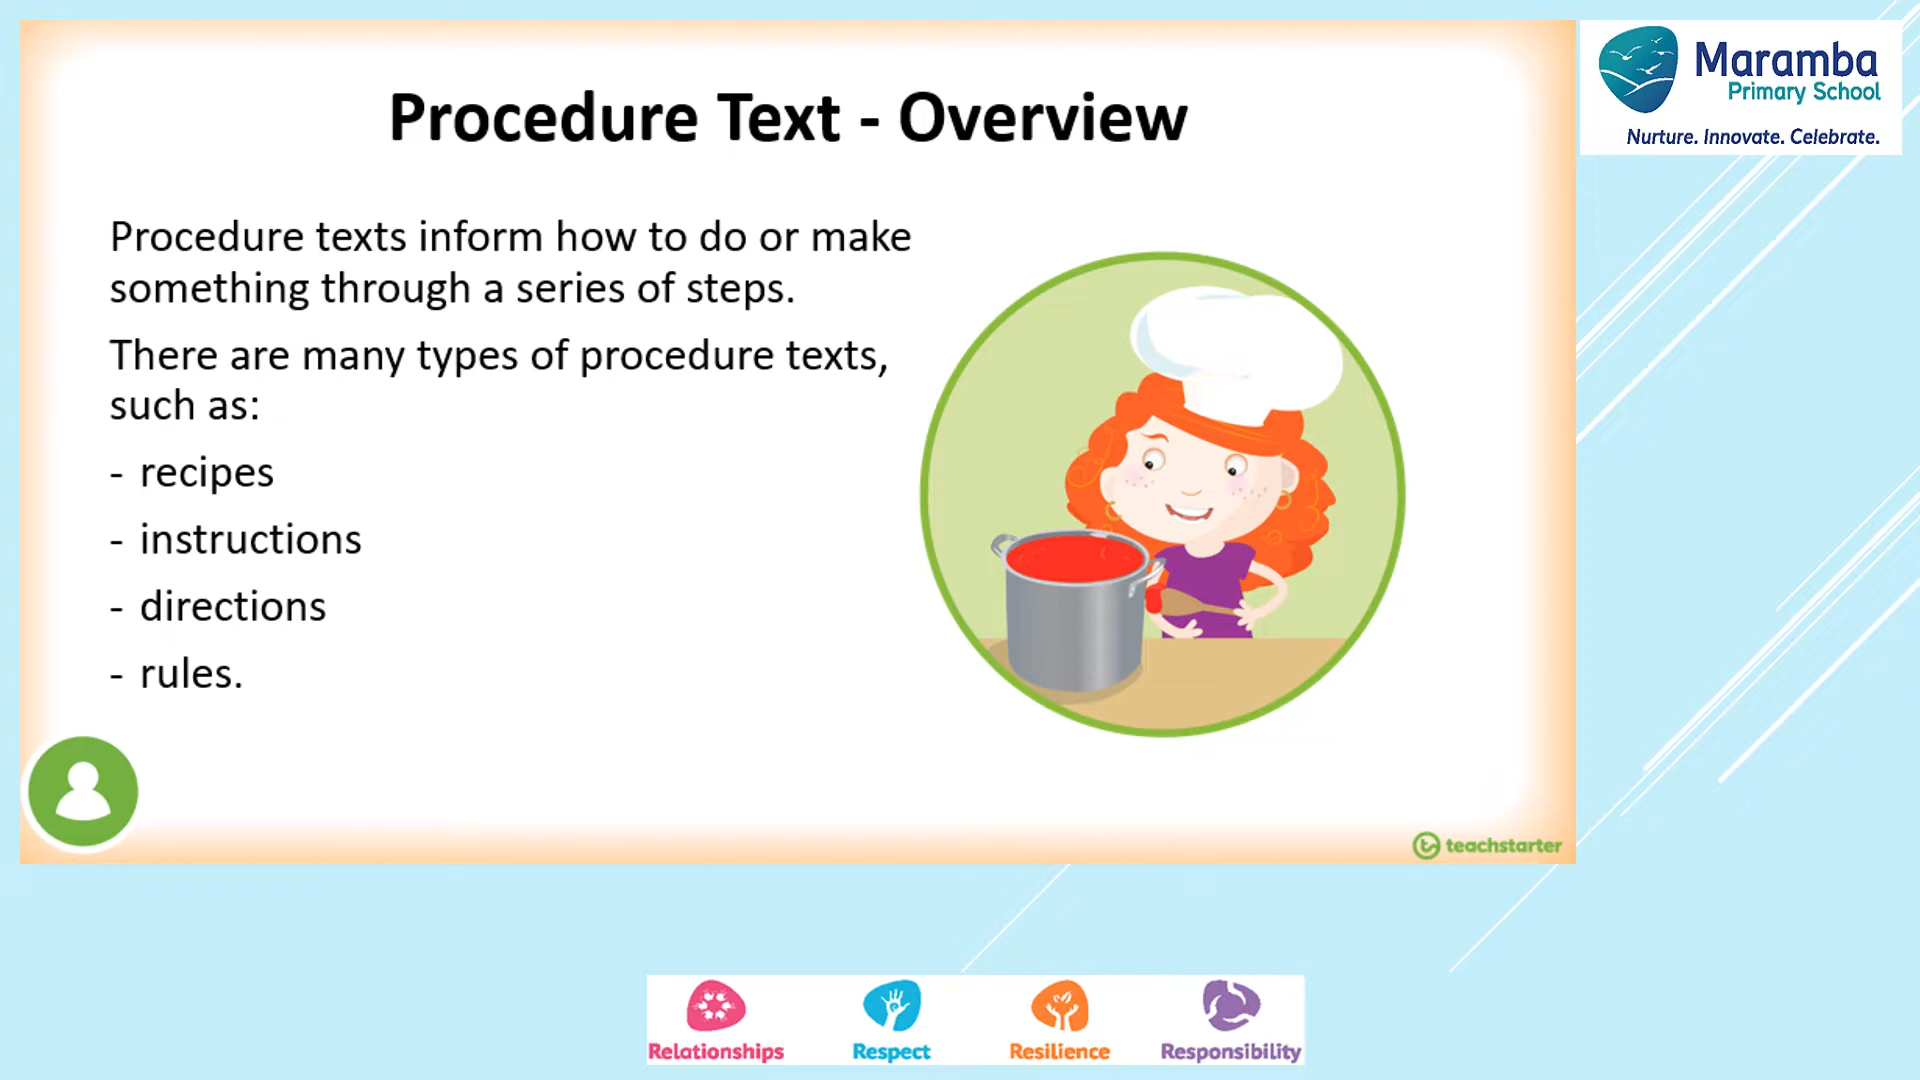 Procedure Text - Overview
Maramba
Primary School
Nurture. Innovate. Celebrate.
Procedure texts inform how to do or make
something through a series of steps.
There are many types of procedure texts,
such as:
- recipes
- instructions
- directions
- rules.
teachstarter
Relationships
Respect
Resilience
Responsibility